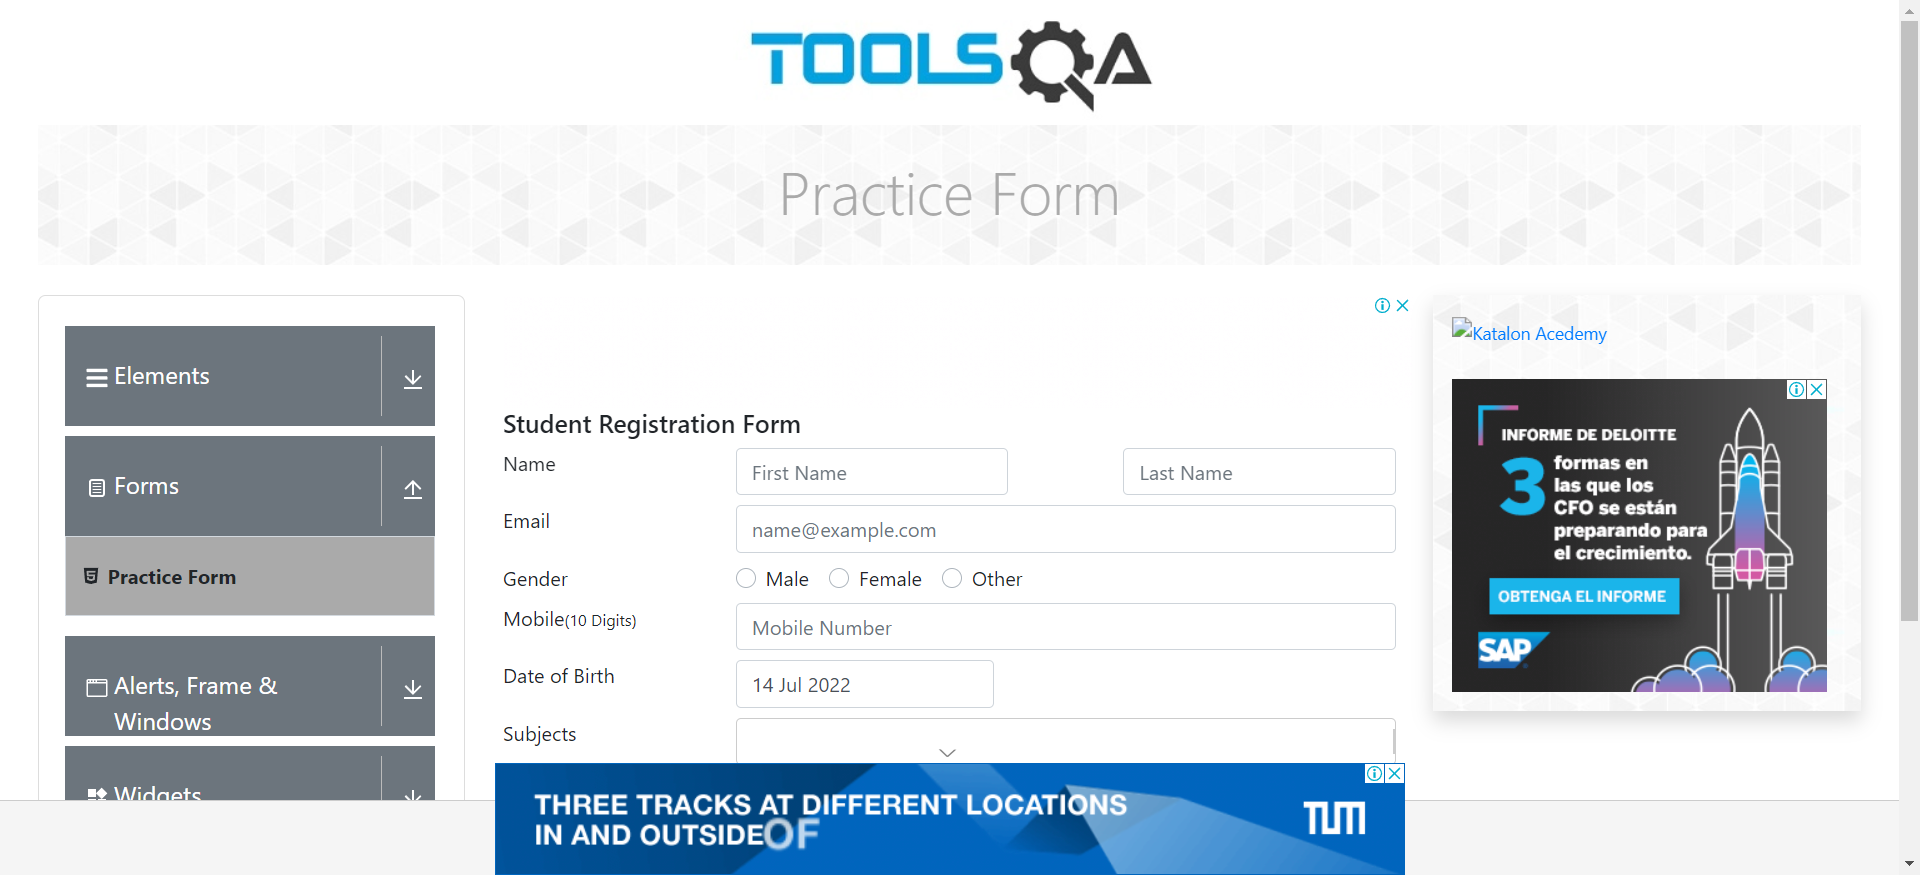 TOOLSQA
Practice Form
Elements
Forms
Practice Form
Alerts, Frame &
Windows
Widgets
Student Registration Form
Name
First Name
Last Name
Email
name@example.com
Gender
Male
Female
Other
Mobile(10 Digits)
Mobile Number
Date of Birth
14 Jul 2022
Subjects
THREE TRACKS AT DIFFERENT LOCATIONS
IN AND OUTSIDE OF
TUM
Katalon Acedemy
INFORME DE DELOITTE
3 formas en
las que los
CFO se están
preparando para
el crecimiento.
OBTENGA EL INFORME
SAP